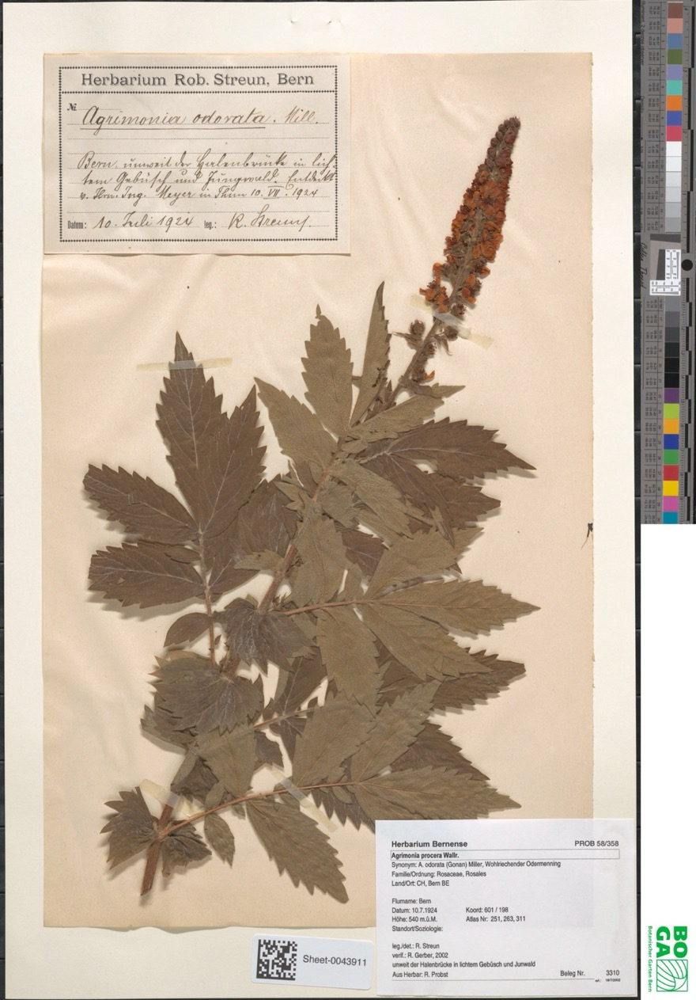 Herbarium Rob. Streun, Bern
№
Agrimonia odorata. Mill.
Bern. unweit der Halenbrücke in lich-
tem Gebüsch und Jungwald. Entdeckt
v. Hrn. Ing. Meyer in Thun 10. VII. 1924
Datum: 10. Juli 1924 leg.: R. Streun.
Herbarium Bernense PROB 58/358
Agrimonia procera Wallr.
Synonym: A. odorata (Gonan) Miller, Wohlriechender Odermenning
Familie/Ordnung: Rosaceae, Rosales
Land/Ort: CH, Bern BE
Flurname: Bern
Datum: 10.7.1924 Koord: 601 / 198
Höhe: 540 m.ü.M. Atlas Nr: 251, 263, 311
Standort/Soziologie:
leg./det.: R. Streun
verif.: R. Gerber, 2002
unweit der Halenbrücke in lichtem Gebüsch und Junwald
Aus Herbar: R. Probst Beleg Nr. 3310
Sheet-0043911
BO
GA
Botanischer Garten Bern